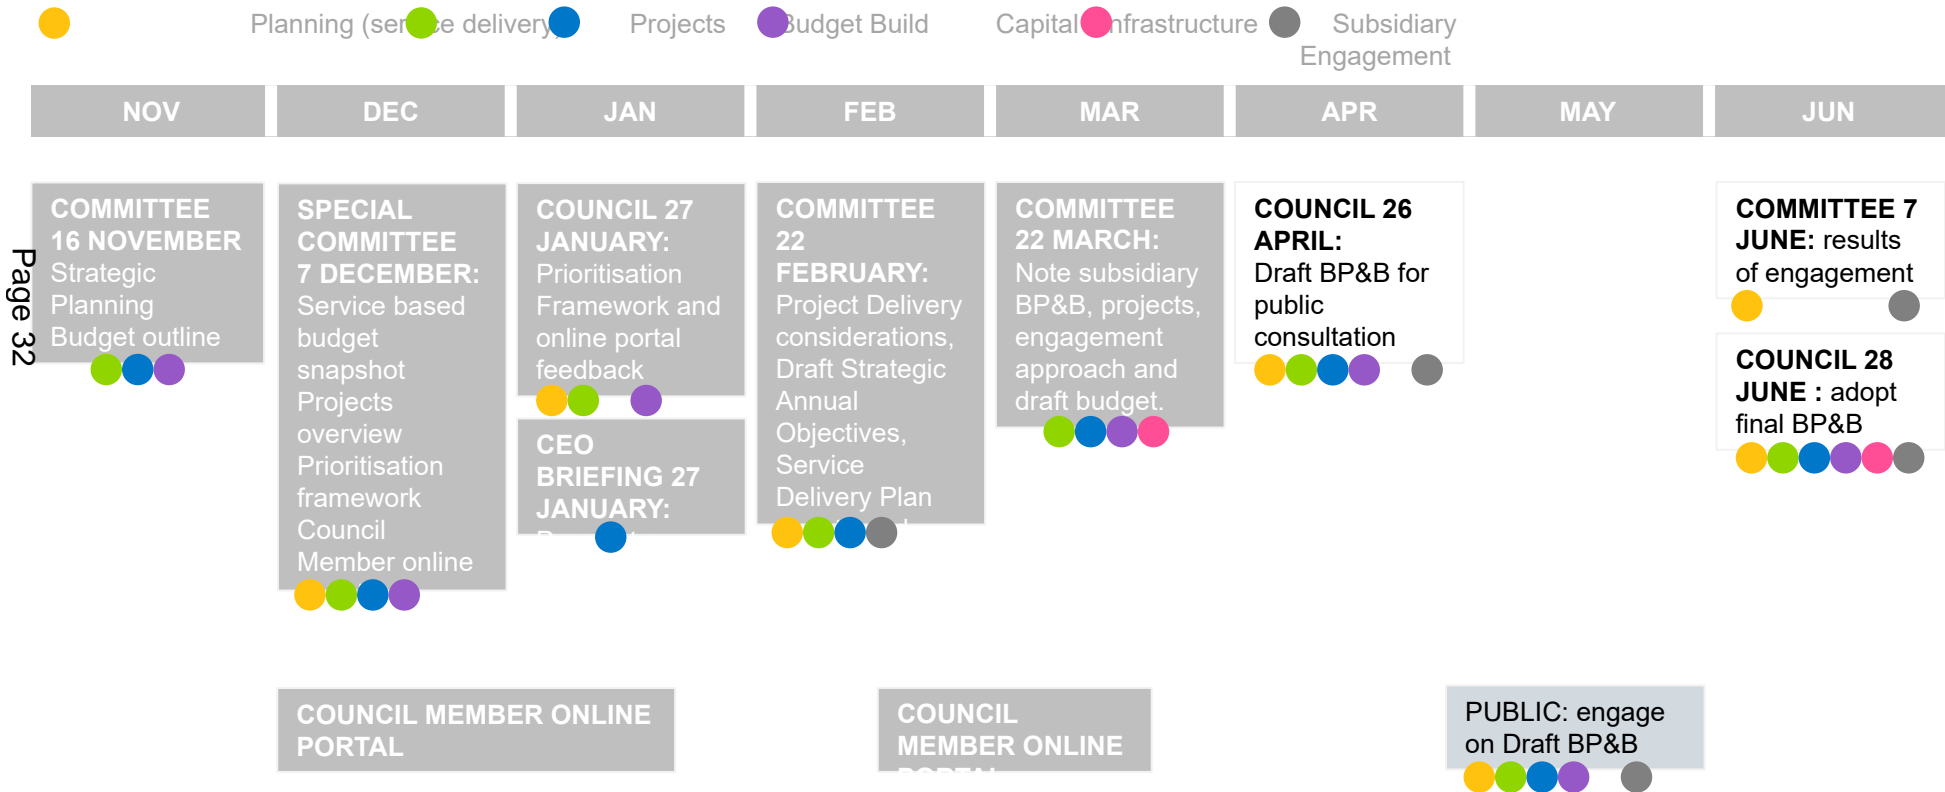 Planning (service delivery)
Projects
Budget Build
Capital Infrastructure
Subsidiary
Engagement
NOV
DEC
JAN
FEB
MAR
APR
MAY
JUN
Page 32
COMMITTEE
16 NOVEMBER
Strategic
Planning
Budget outline
SPECIAL
COMMITTEE
7 DECEMBER:
Service based
budget
snapshot
Projects
overview
Prioritisation
framework
Council
Member online
COUNCIL 27
JANUARY:
Prioritisation
Framework and
online portal
feedback
CEO
BRIEFING 27
JANUARY:
COMMITTEE
22
FEBRUARY:
Project Delivery
considerations,
Draft Strategic
Annual
Objectives,
Service
Delivery Plan
COMMITTEE
22 MARCH:
Note subsidiary
BP&B, projects,
engagement
approach and
draft budget.
COUNCIL 26
APRIL:
Draft BP&B for
public
consultation
COMMITTEE 7
JUNE: results
of engagement
COUNCIL 28
JUNE : adopt
final BP&B
COUNCIL MEMBER ONLINE
PORTAL
COUNCIL
MEMBER ONLINE
PORTAL
PUBLIC: engage
on Draft BP&B